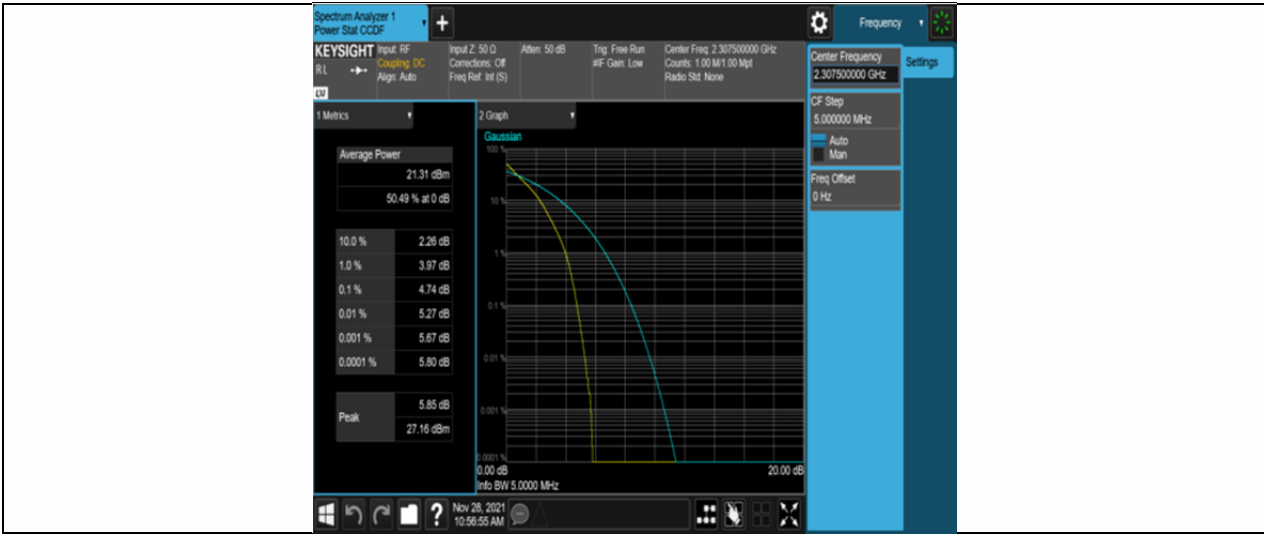 Spectrum Analyzer 1
Power Stat CCDF
Frequency
KEYSIGHT
Input: RF
Coupling: DC
Align: Auto
Input Z: 50 Ω
Corrections: Off
Freq Ref: Int (S)
Atten: 50 dB
Trig: Free Run
#IF Gain: Low
Center Freq: 2.307500000 GHz
Counts: 1.00 M/1.00 Mpt
Radio Std: None
R L
Center Frequency
2.307500000 GHz
Settings
CF Step
5.000000 MHz
Auto
Man
Freq Offset
0 Hz
1 Metrics
Average Power
21.31 dBm
50.49 % at 0 dB
10.0 % 2.26 dB
1.0 % 3.97 dB
0.1 % 4.74 dB
0.01 % 5.27 dB
0.001 % 5.67 dB
0.0001 % 5.80 dB
Peak
5.85 dB
27.16 dBm
2 Graph
Gaussian
100 %
10 %
1 %
0.1 %
0.01 %
0.001 %
0.0001 %
0.00 dB 20.00 dB
Info BW 5.0000 MHz
?
Nov 28, 2021
10:56:55 AM